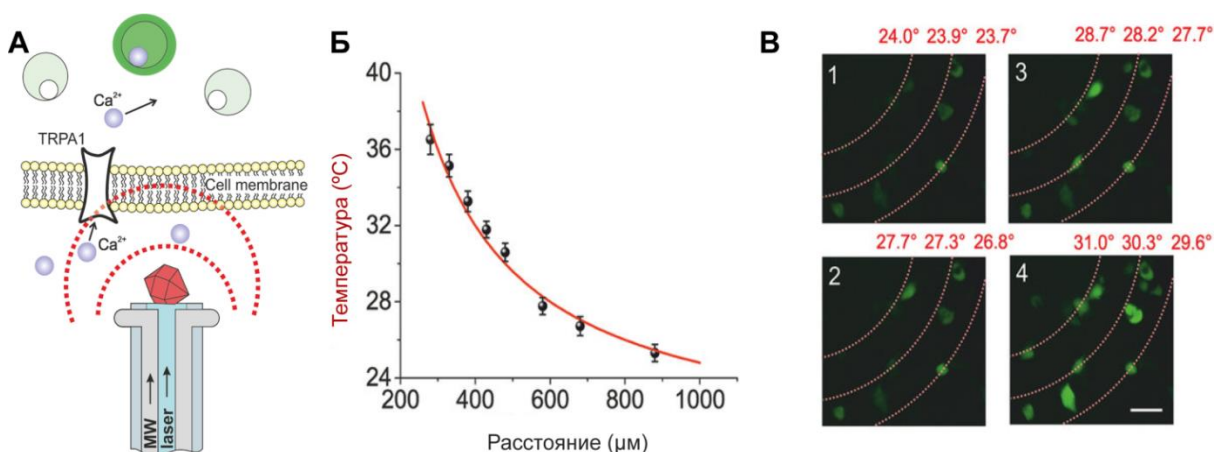 А
Ca²⁺
TRPA1
Cell membrane
Ca²⁺
MW
laser
Б
Температура (ºC)
40
36
32
28
24
200 400 600 800 1000
Расстояние (μм)
В
24.0° 23.9° 23.7°
1
28.7° 28.2° 27.7°
3
27.7° 27.3° 26.8°
2
31.0° 30.3° 29.6°
4